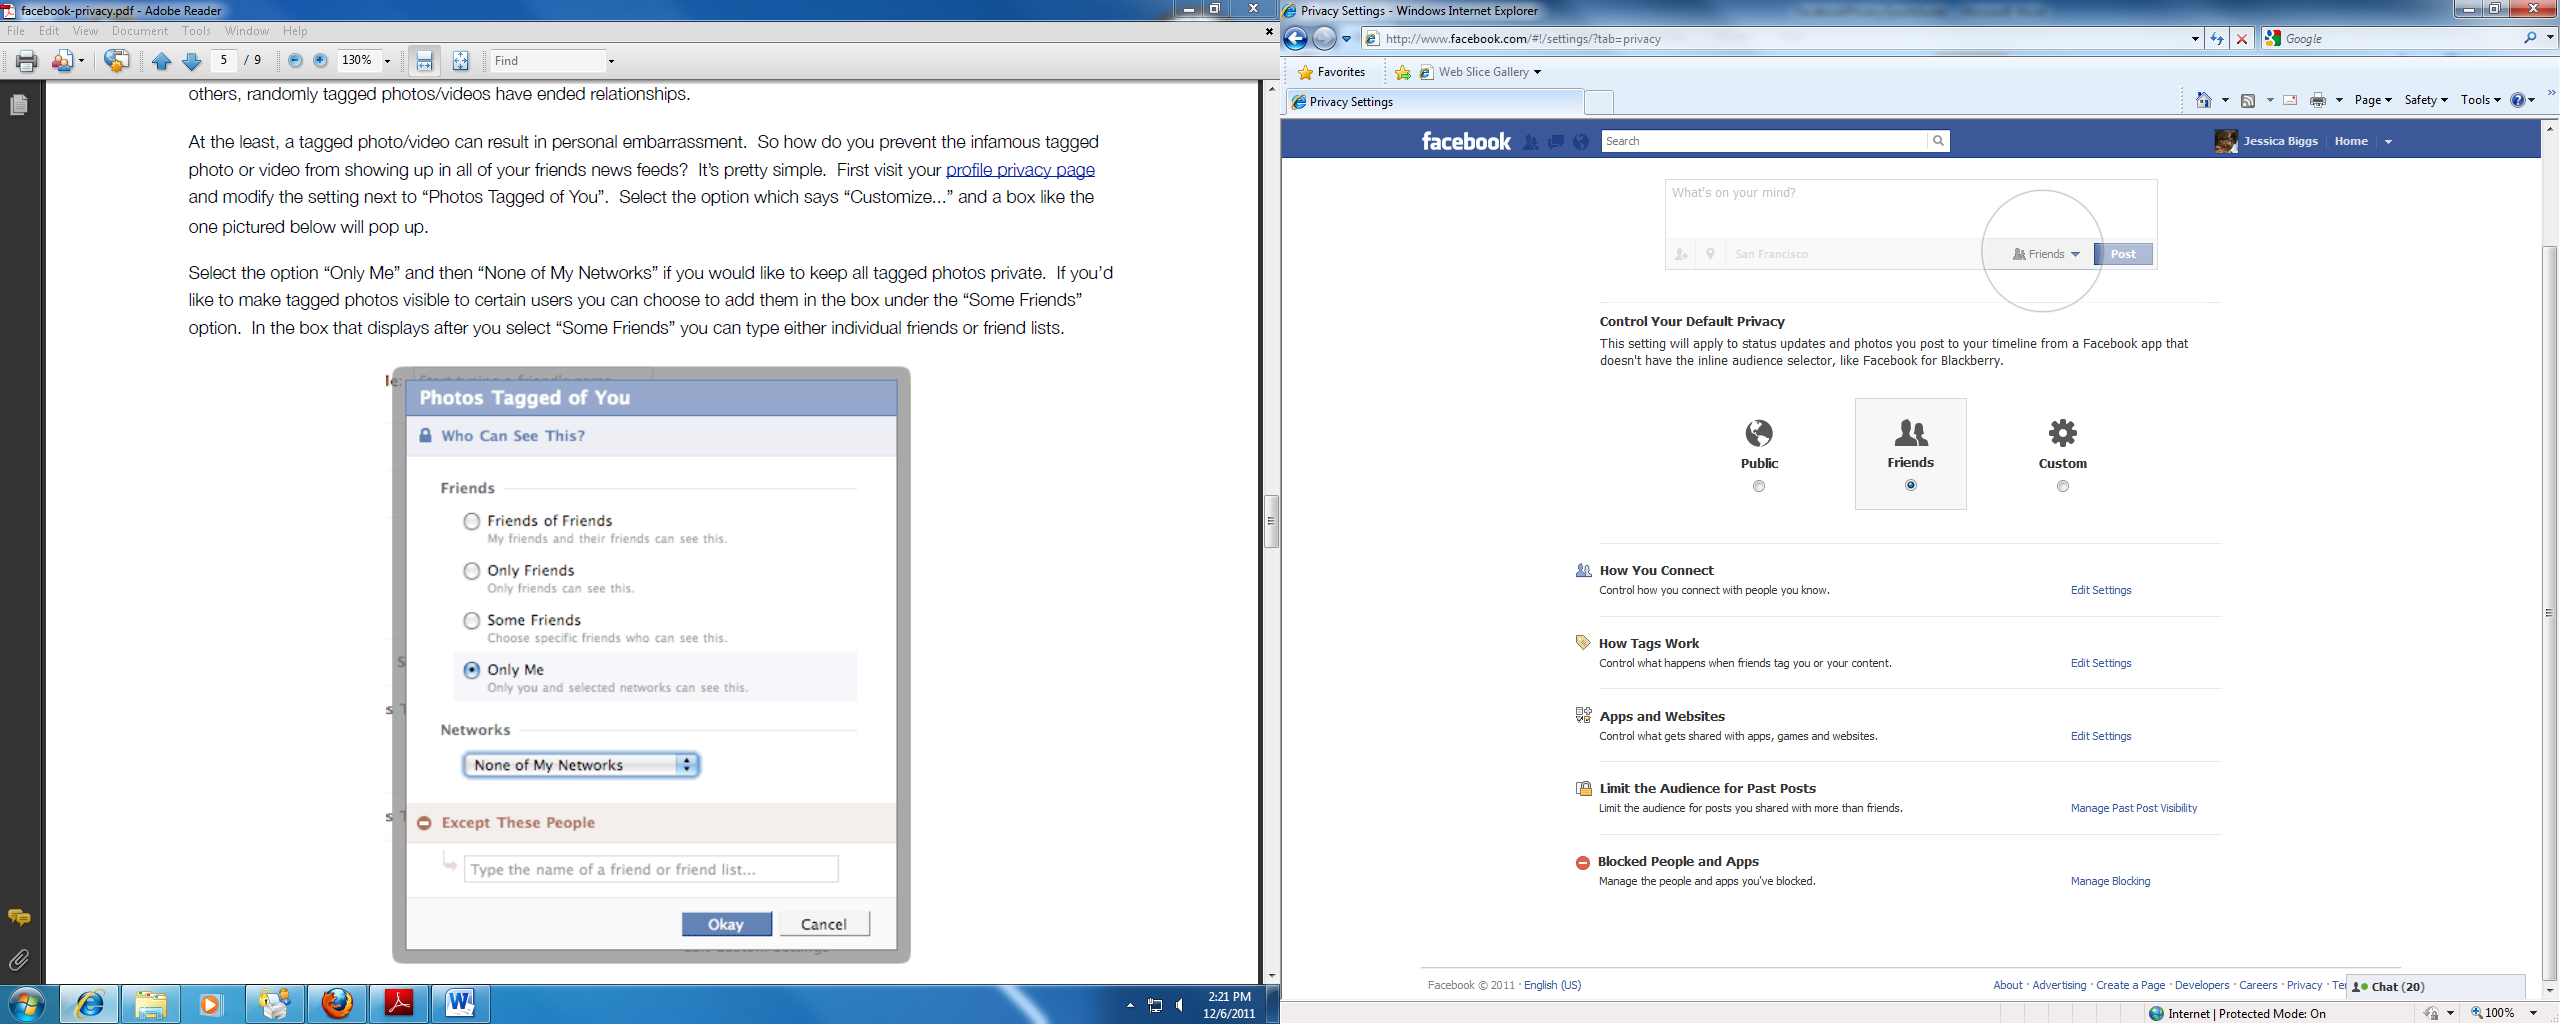 facebook-privacy.pdf - Adobe Reader
File Edit View Document Tools Window Help
5 / 9 130% Find
others, randomly tagged photos/videos have ended relationships.
At the least, a tagged photo/video can result in personal embarrassment. So how do you prevent the infamous tagged
photo or video from showing up in all of your friends news feeds? It's pretty simple. First visit your profile privacy page
and modify the setting next to “Photos Tagged of You”. Select the option which says “Customize...” and a box like the
one pictured below will pop up.
Select the option “Only Me” and then “None of My Networks” if you would like to keep all tagged photos private. If you'd
like to make tagged photos visible to certain users you can choose to add them in the box under the “Some Friends”
option. In the box that displays after you select “Some Friends” you can type either individual friends or friend lists.
Photos Tagged of You
Who Can See This?
Friends
Friends of Friends
My friends and their friends can see this.
Only Friends
Only friends can see this.
Some Friends
Choose specific friends who can see this.
Only Me
Only you and selected networks can see this.
Networks
None of My Networks
Except These People
Type the name of a friend or friend list...
Okay Cancel
2:21 PM
12/6/2011
Privacy Settings - Windows Internet Explorer
http://www.facebook.com/#!/settings/?tab=privacy
Google
Favorites Web Slice Gallery
Privacy Settings
Page Safety Tools
facebook Search Jessica Biggs Home
What's on your mind?
San Francisco Friends Post
Control Your Default Privacy
This setting will apply to status updates and photos you post to your timeline from a Facebook app that
doesn't have the inline audience selector, like Facebook for Blackberry.
Public Friends Custom
How You Connect
Control how you connect with people you know. Edit Settings
How Tags Work
Control what happens when friends tag you or your content. Edit Settings
Apps and Websites
Control what gets shared with apps, games and websites. Edit Settings
Limit the Audience for Past Posts
Limit the audience for posts you shared with more than friends. Manage Past Post Visibility
Blocked People and Apps
Manage the people and apps you've blocked. Manage Blocking
Facebook © 2011 · English (US) About · Advertising · Create a Page · Developers · Careers · Privacy · Te
Chat (20)
Internet | Protected Mode: On 100%